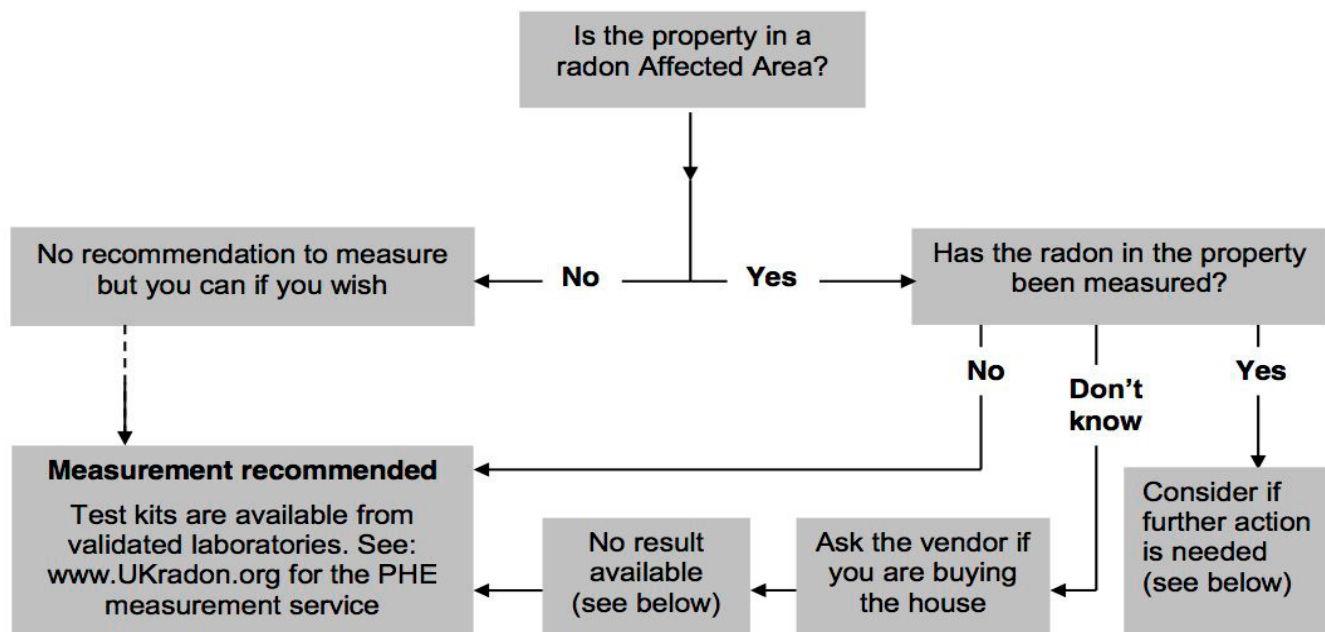 Is the property in a
radon Affected Area?
No recommendation to measure
but you can if you wish
No
Yes
Has the radon in the property
been measured?
No
Don’t
know
Yes
Measurement recommended
Test kits are available from
validated laboratories. See:
www.UKradon.org for the PHE
measurement service
No result
available
(see below)
Ask the vendor if
you are buying
the house
Consider if
further action
is needed
(see below)